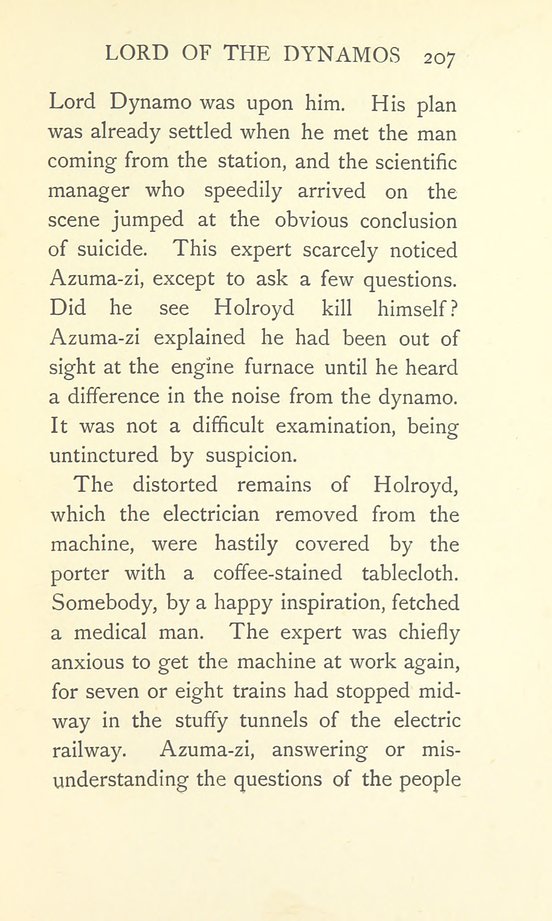 LORD OF THE DYNAMOS 207
Lord Dynamo was upon him. His plan
was already settled when he met the man
coming from the station, and the scientific
manager who speedily arrived on the
scene jumped at the obvious conclusion
of suicide. This expert scarcely noticed
Azuma-zi, except to ask a few questions.
Did he see Holroyd kill himself?
Azuma-zi explained he had been out of
sight at the engine furnace until he heard
a difference in the noise from the dynamo.
It was not a difficult examination, being
untinctured by suspicion.
The distorted remains of Holroyd,
which the electrician removed from the
machine, were hastily covered by the
porter with a coffee-stained tablecloth.
Somebody, by a happy inspiration, fetched
a medical man. The expert was chiefly
anxious to get the machine at work again,
for seven or eight trains had stopped mid-
way in the stuffy tunnels of the electric
railway. Azuma-zi, answering or mis-
understanding the questions of the people